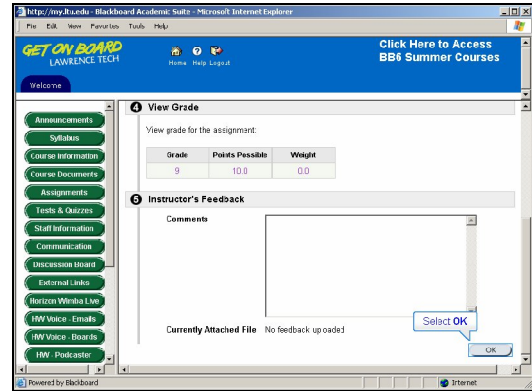 http://my.ltu.edu - Blackboard Academic Suite - Microsoft Internet Explorer
File Edit View Favorites Tools Help
GET ON BOARD
LAWRENCE TECH
Home Help Logout
Click Here to Access
BB6 Summer Courses
Welcome
Announcements
Syllabus
Course Information
Course Documents
Assignments
Tests & Quizzes
Staff Information
Communication
Discussion Board
External Links
Horizon Wimba Live
HW Voice - Emails
HW Voice - Boards
HW - Podcaster
4 View Grade
View grade for the assignment:
Grade Points Possible Weight
9 10.0 0.0
5 Instructor's Feedback
Comments
Currently Attached File No feedback uploaded
Select OK
OK
Powered by Blackboard
Internet